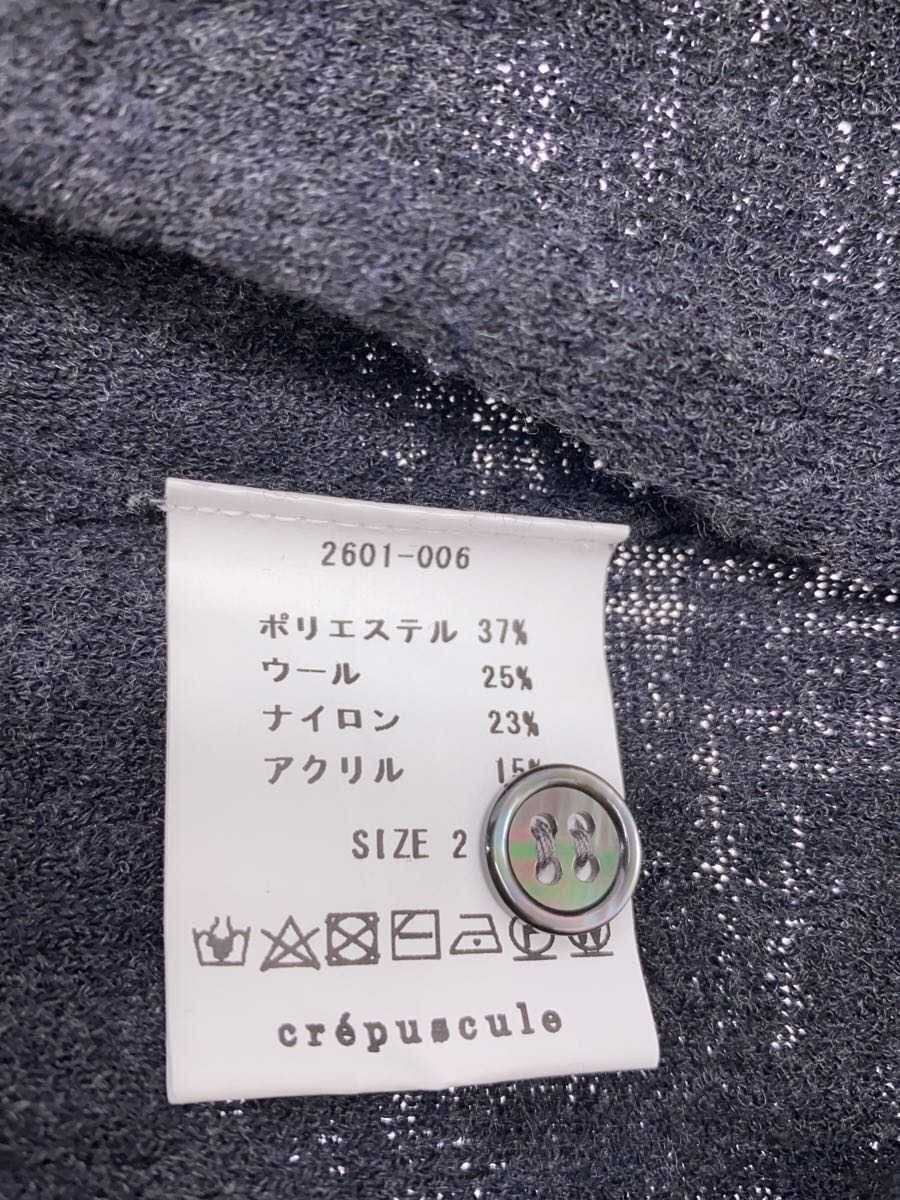 2601-006
ポリエステル 37%
ウール 25%
ナイロン 23%
アクリル 15%
SIZE 2
crépuscule